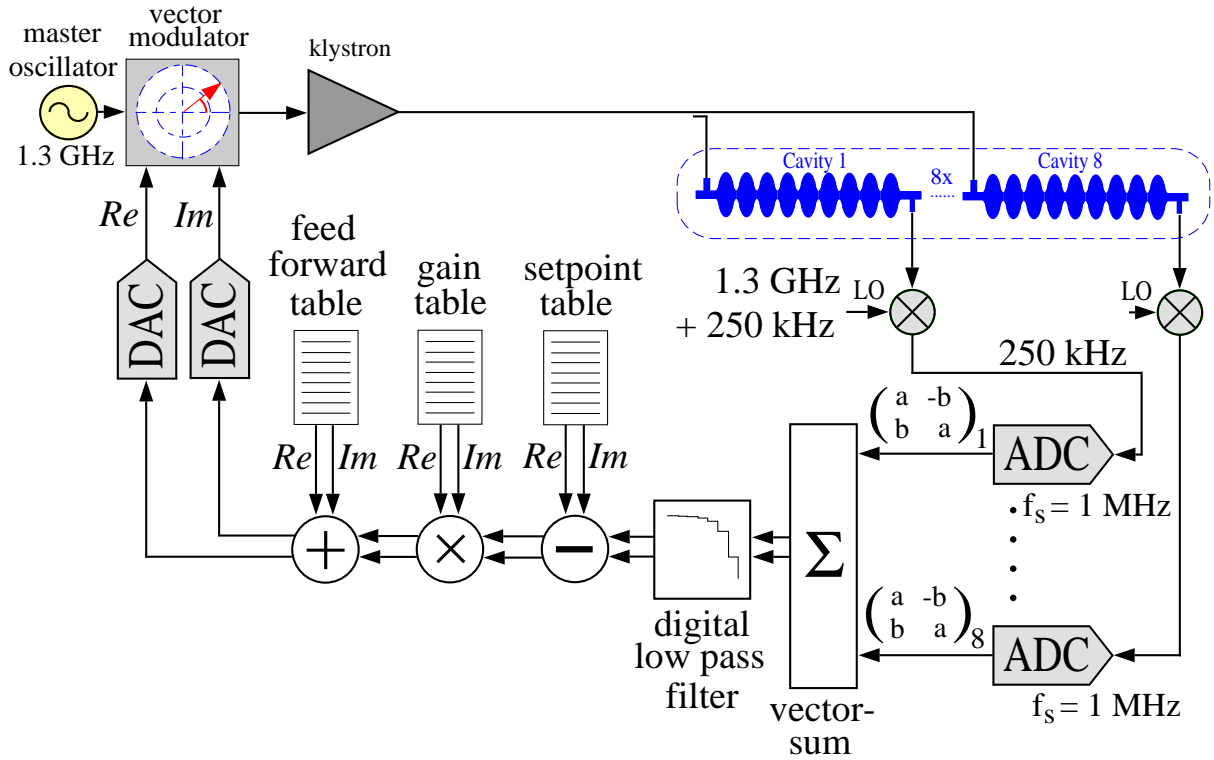 master
oscillator
1.3 GHz
vector
modulator
klystron
Cavity 1
8x
......
Cavity 8
Re
Im
DAC
DAC
feed
forward
table
gain
table
setpoint
table
Re Im
Re Im
Re Im
+
×
−
digital
low pass
filter
Σ
vector-
sum
1.3 GHz
+ 250 kHz
LO
LO
250 kHz
(a -b
b a)1
ADC
fs = 1 MHz
(a -b
b a)8
ADC
fs = 1 MHz